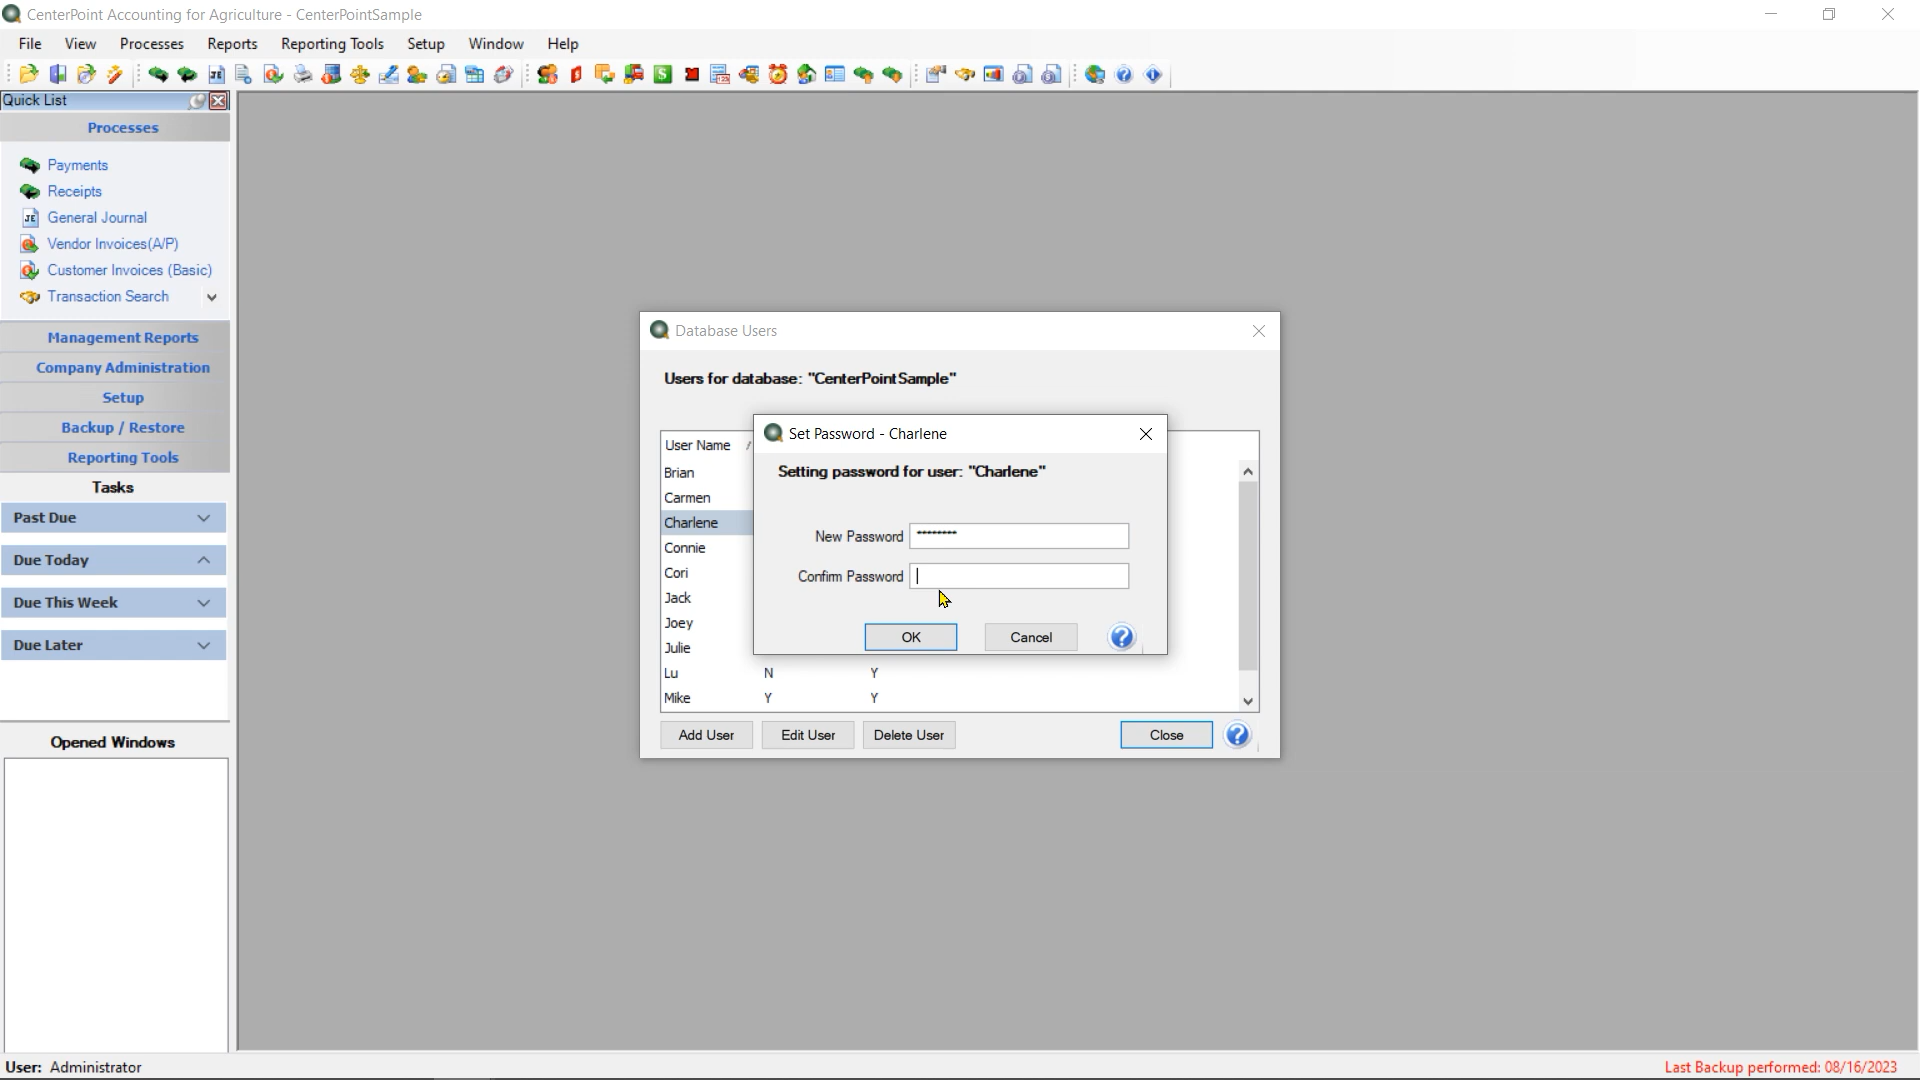 CenterPoint Accounting for Agriculture - CenterPointSample
File View Processes Reports Reporting Tools Setup Window Help
Quick List
Processes
Payments
Receipts
General Journal
Vendor Invoices(A/P)
Customer Invoices (Basic)
Transaction Search
Management Reports
Company Administration
Setup
Backup / Restore
Reporting Tools
Tasks
Past Due
Due Today
Due This Week
Due Later
Opened Windows
Database Users
Users for database: "CenterPointSample"
User Name
Brian
Carmen
Charlene
Connie
Cori
Jack
Joey
Julie
Lu N Y
Mike Y Y
Set Password - Charlene
Setting password for user: "Charlene"
New Password ********
Confirm Password
OK Cancel
Add User Edit User Delete User Close
User: Administrator
Last Backup performed: 08/16/2023